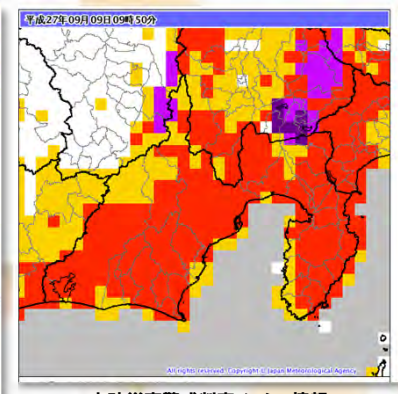 平成27年09月09日09時50分
All rights reserved. Copyright © Japan Meteorological Agency